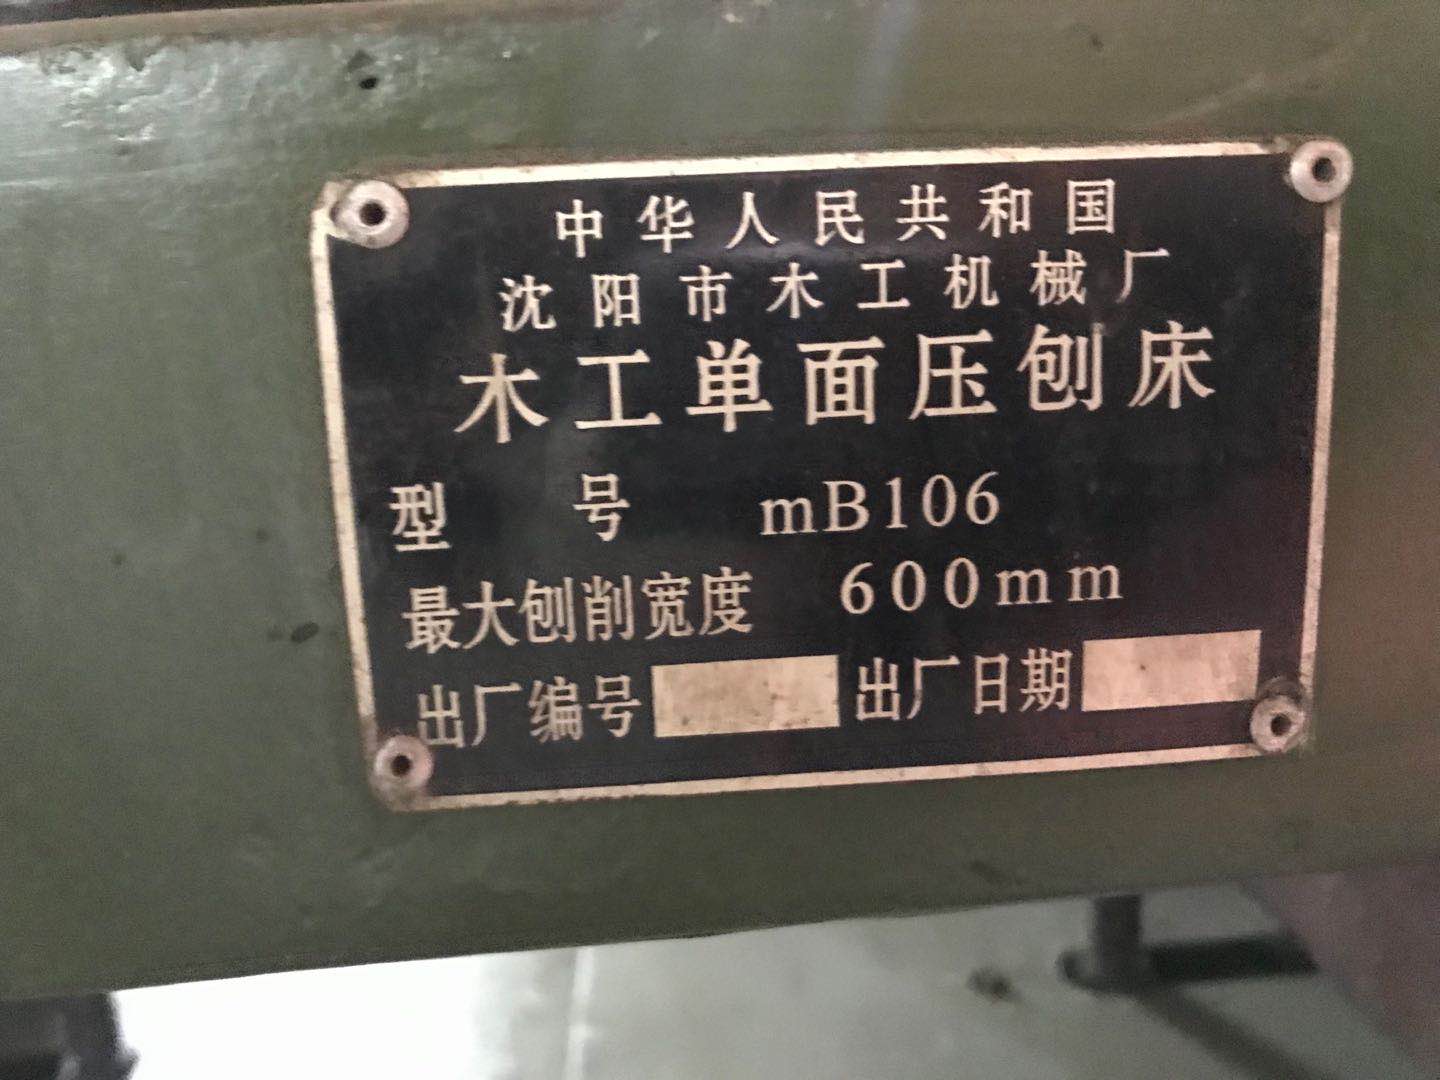 中华人民共和国
沈阳市木工机械厂
木工单面压刨床
型号 mB106
最大刨削宽度 600mm
出厂编号 出厂日期